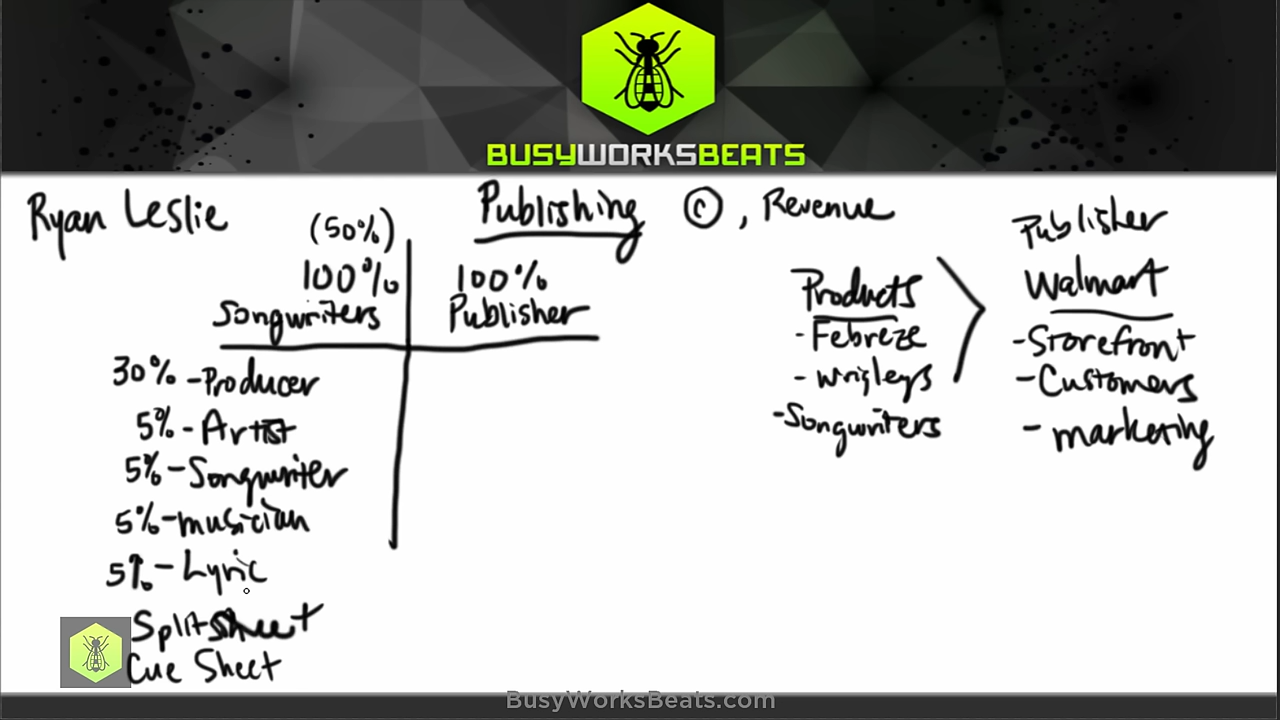 BUSYWORKSBEATS
Ryan Leslie
Publishing © , Revenue
(50%)
100% 100%
Songwriters Publisher
30% - Producer
5% - Artist
5% - Songwriter
5% - musician
5% - Lyric
Split Sheet
Cue Sheet
Products
- Febreze
- Wrigleys
- Songwriters
Publisher
Walmart
- Storefront
- Customers
- marketing
BusyWorksBeats.com